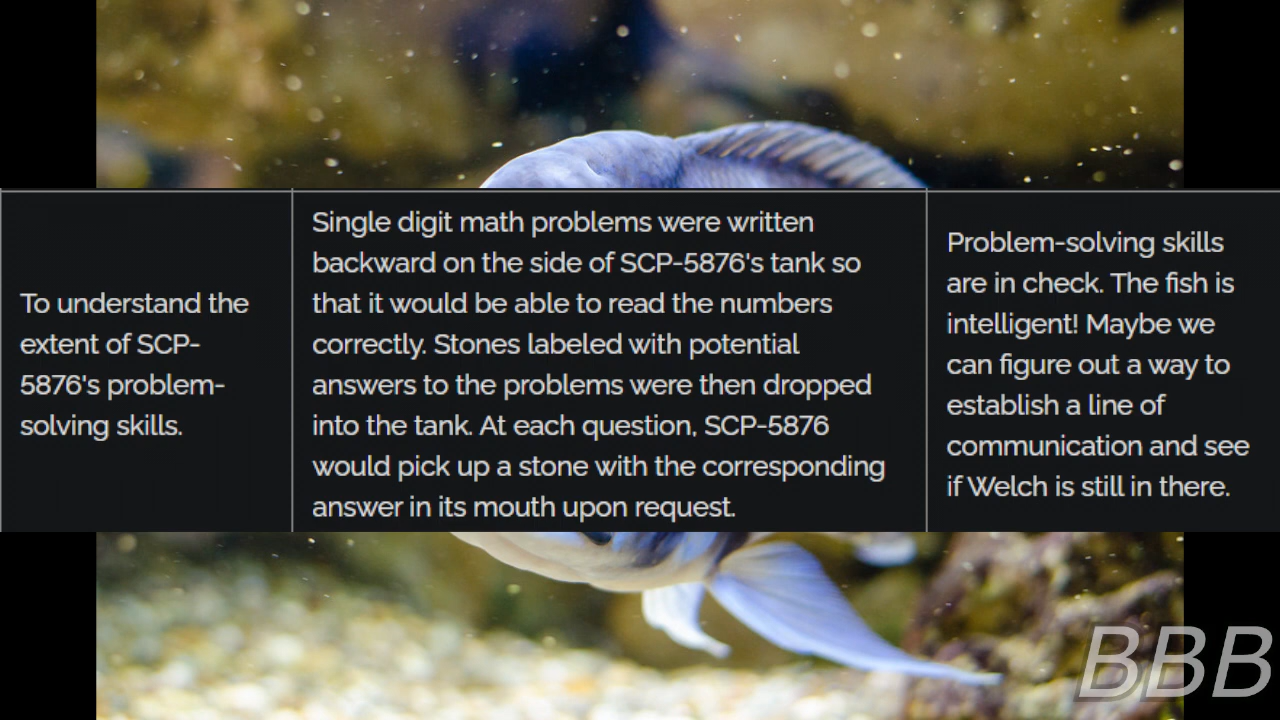 To understand the
extent of SCP-
5876's problem-
solving skills.
Single digit math problems were written
backward on the side of SCP-5876's tank so
that it would be able to read the numbers
correctly. Stones labeled with potential
answers to the problems were then dropped
into the tank. At each question, SCP-5876
would pick up a stone with the corresponding
answer in its mouth upon request.
Problem-solving skills
are in check. The fish is
intelligent! Maybe we
can figure out a way to
establish a line of
communication and see
if Welch is still in there.
BBB